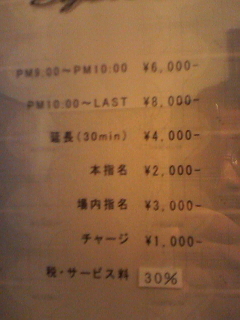 PM9:00～PM10:00 ¥6,000-
PM10:00～LAST ¥8,000-
延長(30min) ¥4,000-
本指名 ¥2,000-
場内指名 ¥3,000-
チャージ ¥1,000-
税・サービス料 30%